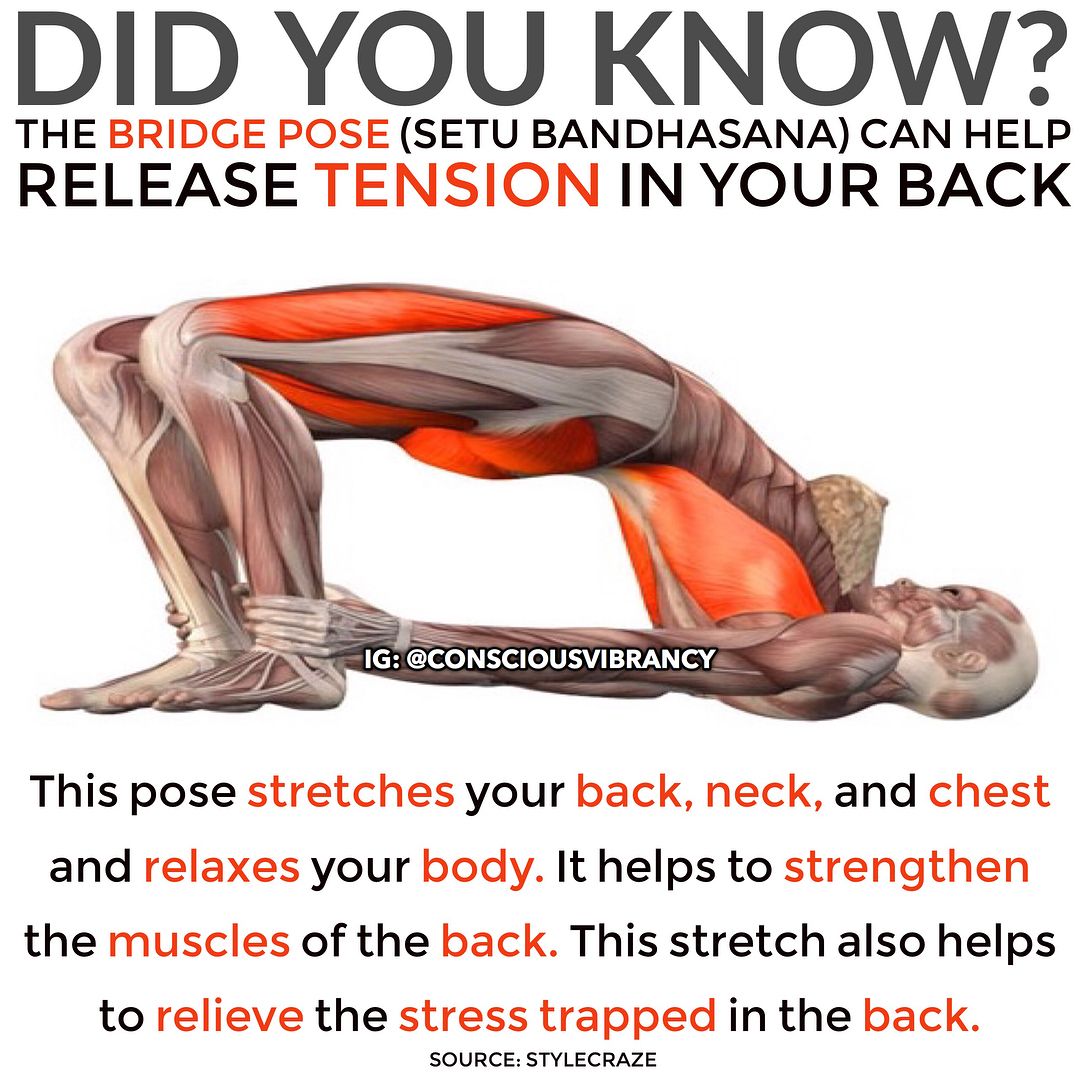 DID YOU KNOW?
THE BRIDGE POSE (SETU BANDHASANA) CAN HELP
RELEASE TENSION IN YOUR BACK
IG: @CONSCIOUSVIBRANCY
This pose stretches your back, neck, and chest
and relaxes your body. It helps to strengthen
the muscles of the back. This stretch also helps
to relieve the stress trapped in the back.
SOURCE: STYLECRAZE